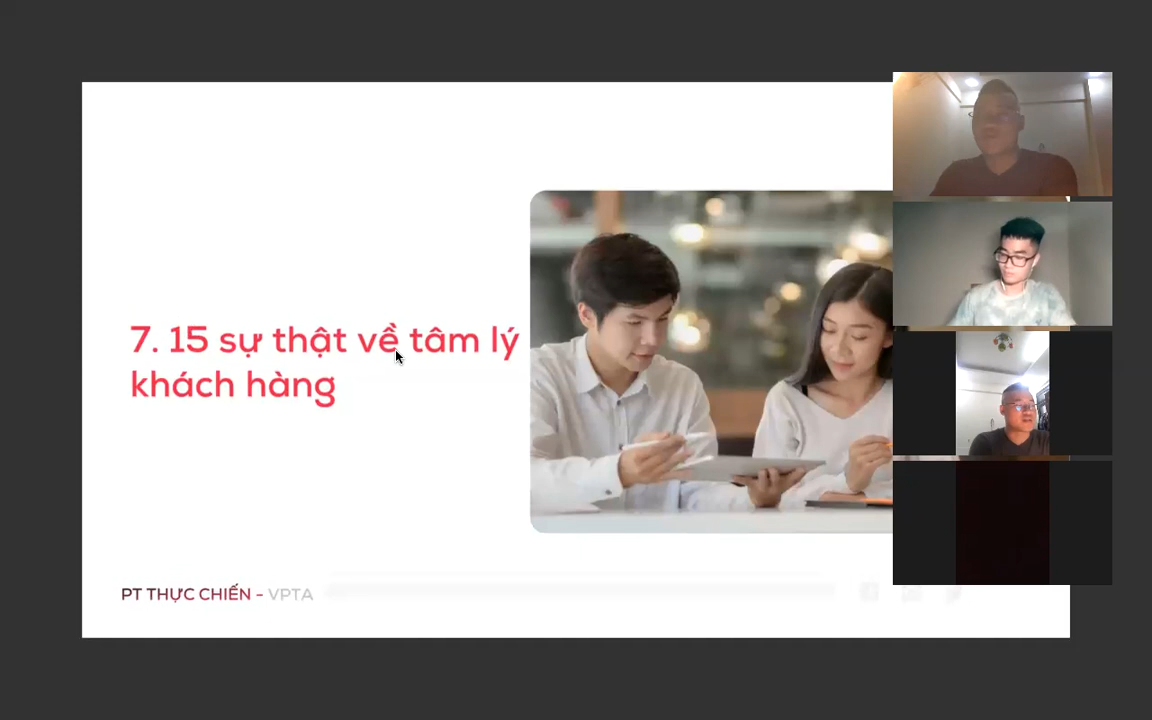 7. 15 sự thật về tâm lý
khách hàng
PT THỰC CHIẾN - VPTA